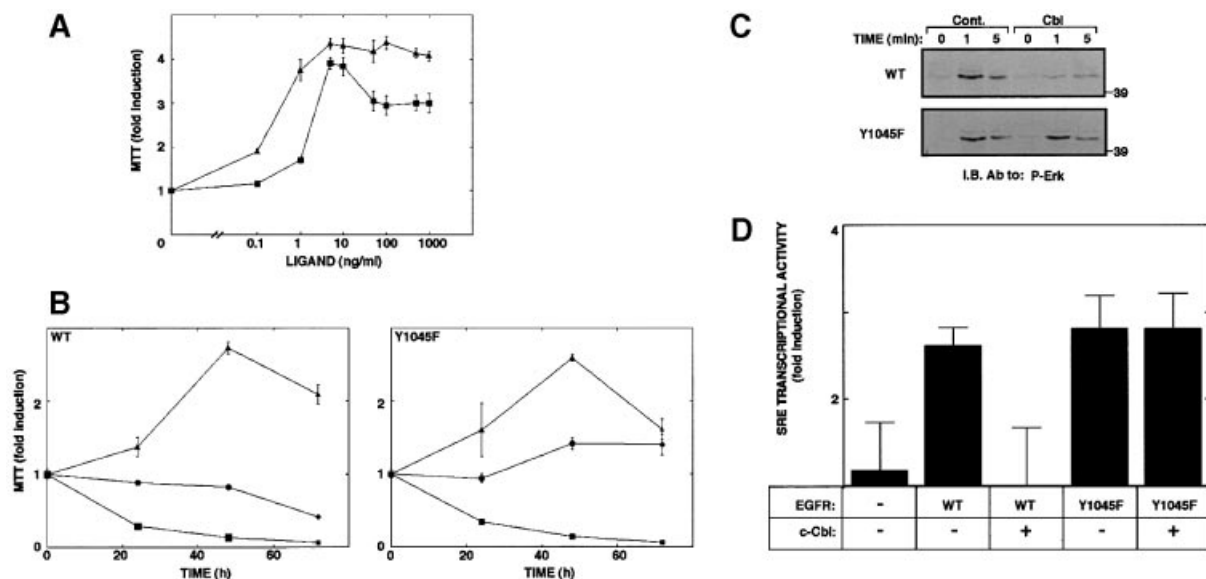 A
MTT (fold induction)
4
3
2
1
0
0.1
1
10
100
1000
LIGAND (ng/ml)
B
WT
MTT (fold induction)
2
1
0
0
20
40
60
TIME (h)
Y1045F
2
1
0
0
20
40
60
TIME (h)
C
Cont. Cbl
TIME (min): 0 1 5 0 1 5
WT
39
Y1045F
39
I.B. Ab to: P-Erk
D
SRE TRANSCRIPTIONAL ACTIVITY
(fold induction)
4
2
EGFR: - WT WT Y1045F Y1045F
c-Cbl: - - + - +